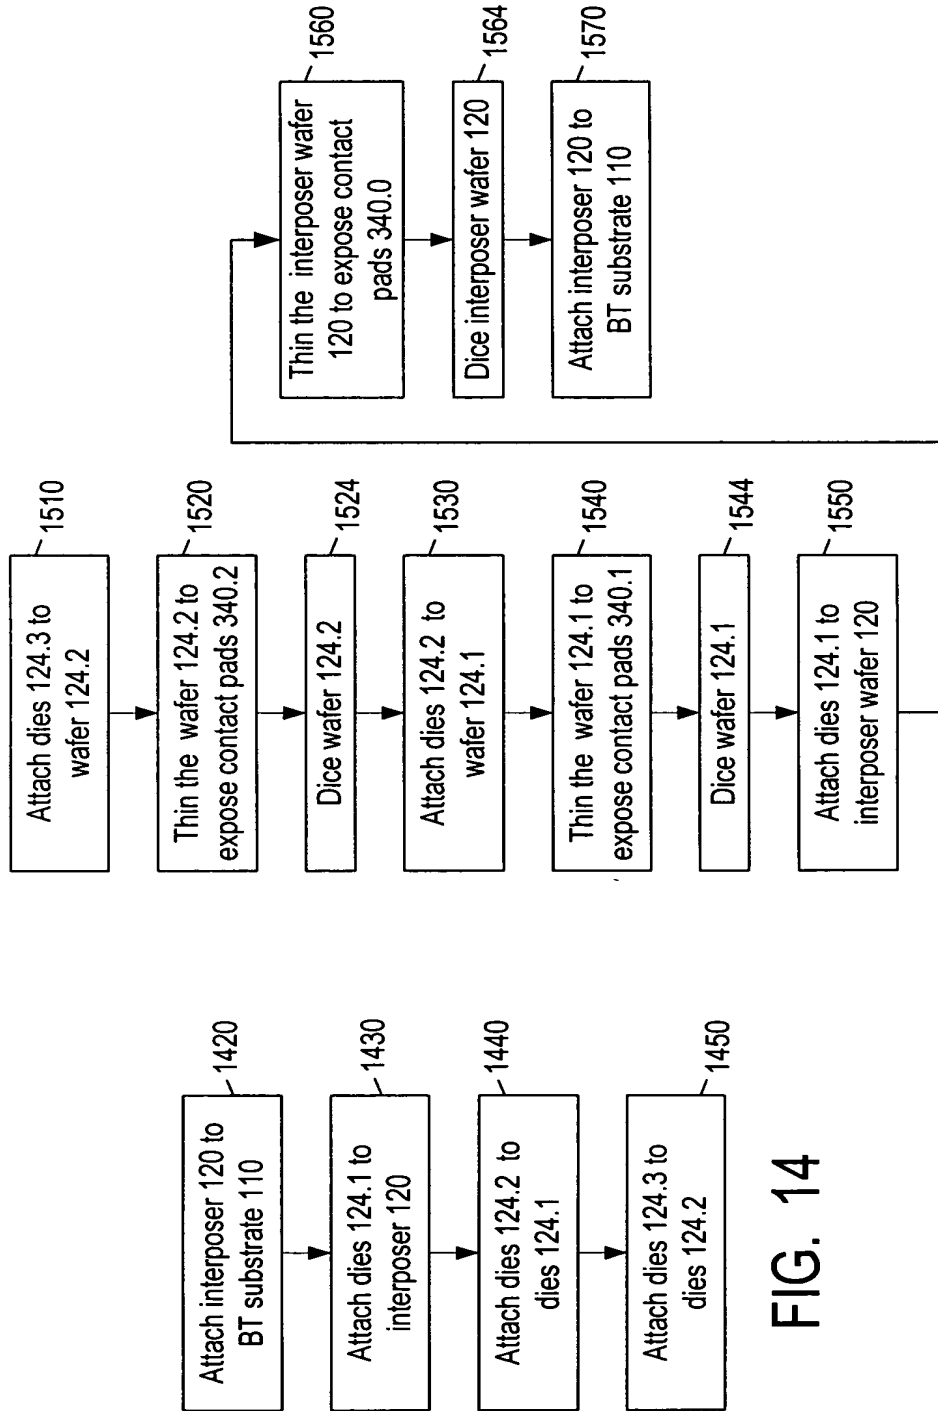 Attach interposer 120 to
BT substrate 110
1420
Attach dies 124.1 to
interposer 120
1430
Attach dies 124.2 to
dies 124.1
1440
Attach dies 124.3 to
dies 124.2
1450
FIG. 14
Attach dies 124.3 to
wafer 124.2
1510
Thin the wafer 124.2 to
expose contact pads 340.2
1520
Dice wafer 124.2
1524
Attach dies 124.2 to
wafer 124.1
1530
Thin the wafer 124.1 to
expose contact pads 340.1
1540
Dice wafer 124.1
1544
Attach dies 124.1 to
interposer wafer 120
1550
Thin the interposer wafer
120 to expose contact
pads 340.0
1560
Dice interposer wafer 120
1564
Attach interposer 120 to
BT substrate 110
1570